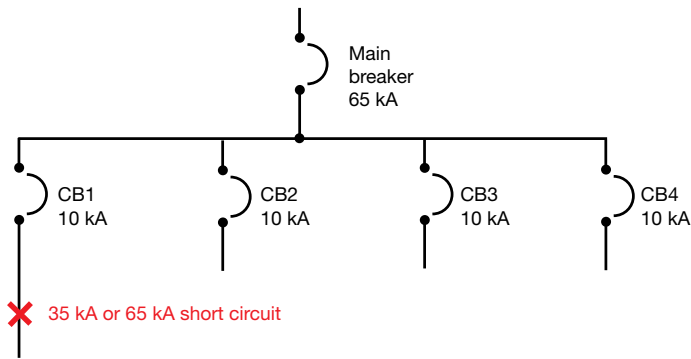 Main
breaker
65 kA
CB1
10 kA
CB2
10 kA
CB3
10 kA
CB4
10 kA
35 kA or 65 kA short circuit